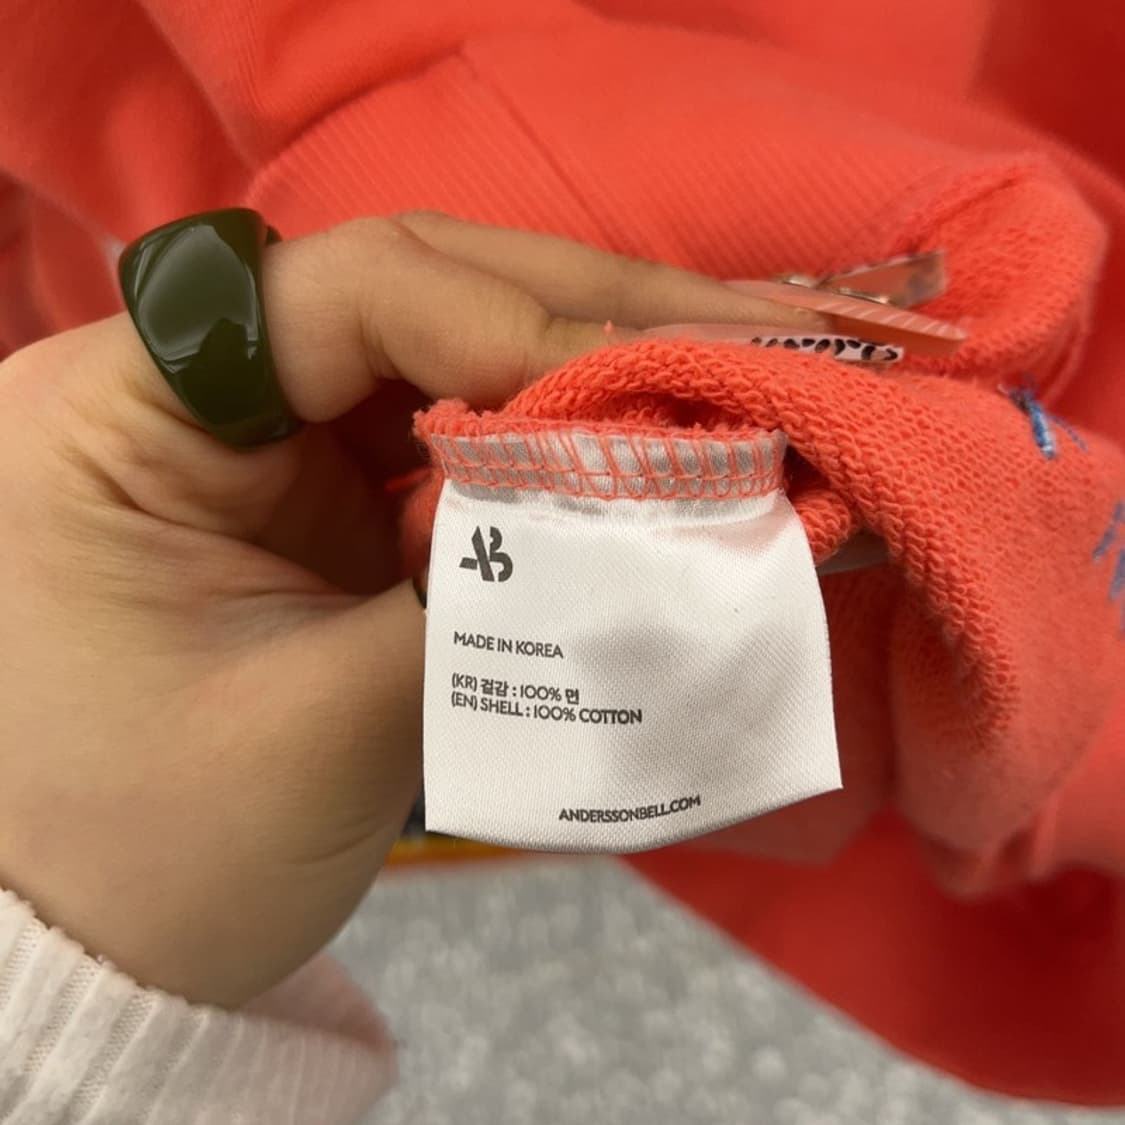 AB
MADE IN KOREA
(KR) 겉감 : 100% 면
(EN) SHELL : 100% COTTON
ANDERSSONBELL.COM